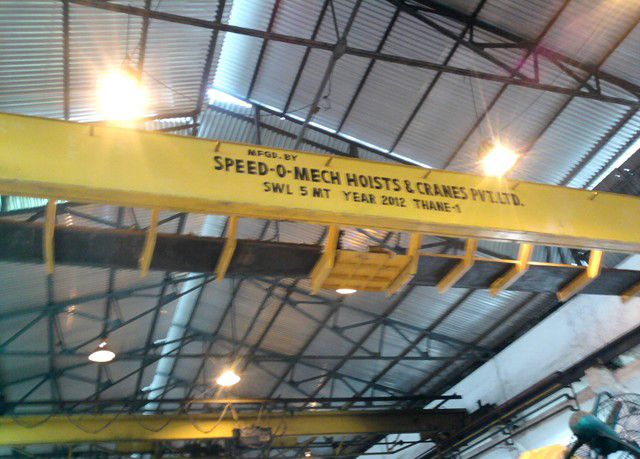 MFGD. BY
SPEED-O-MECH HOISTS & CRANES PVT. LTD.
SWL 5 MT YEAR 2012 THANE-1